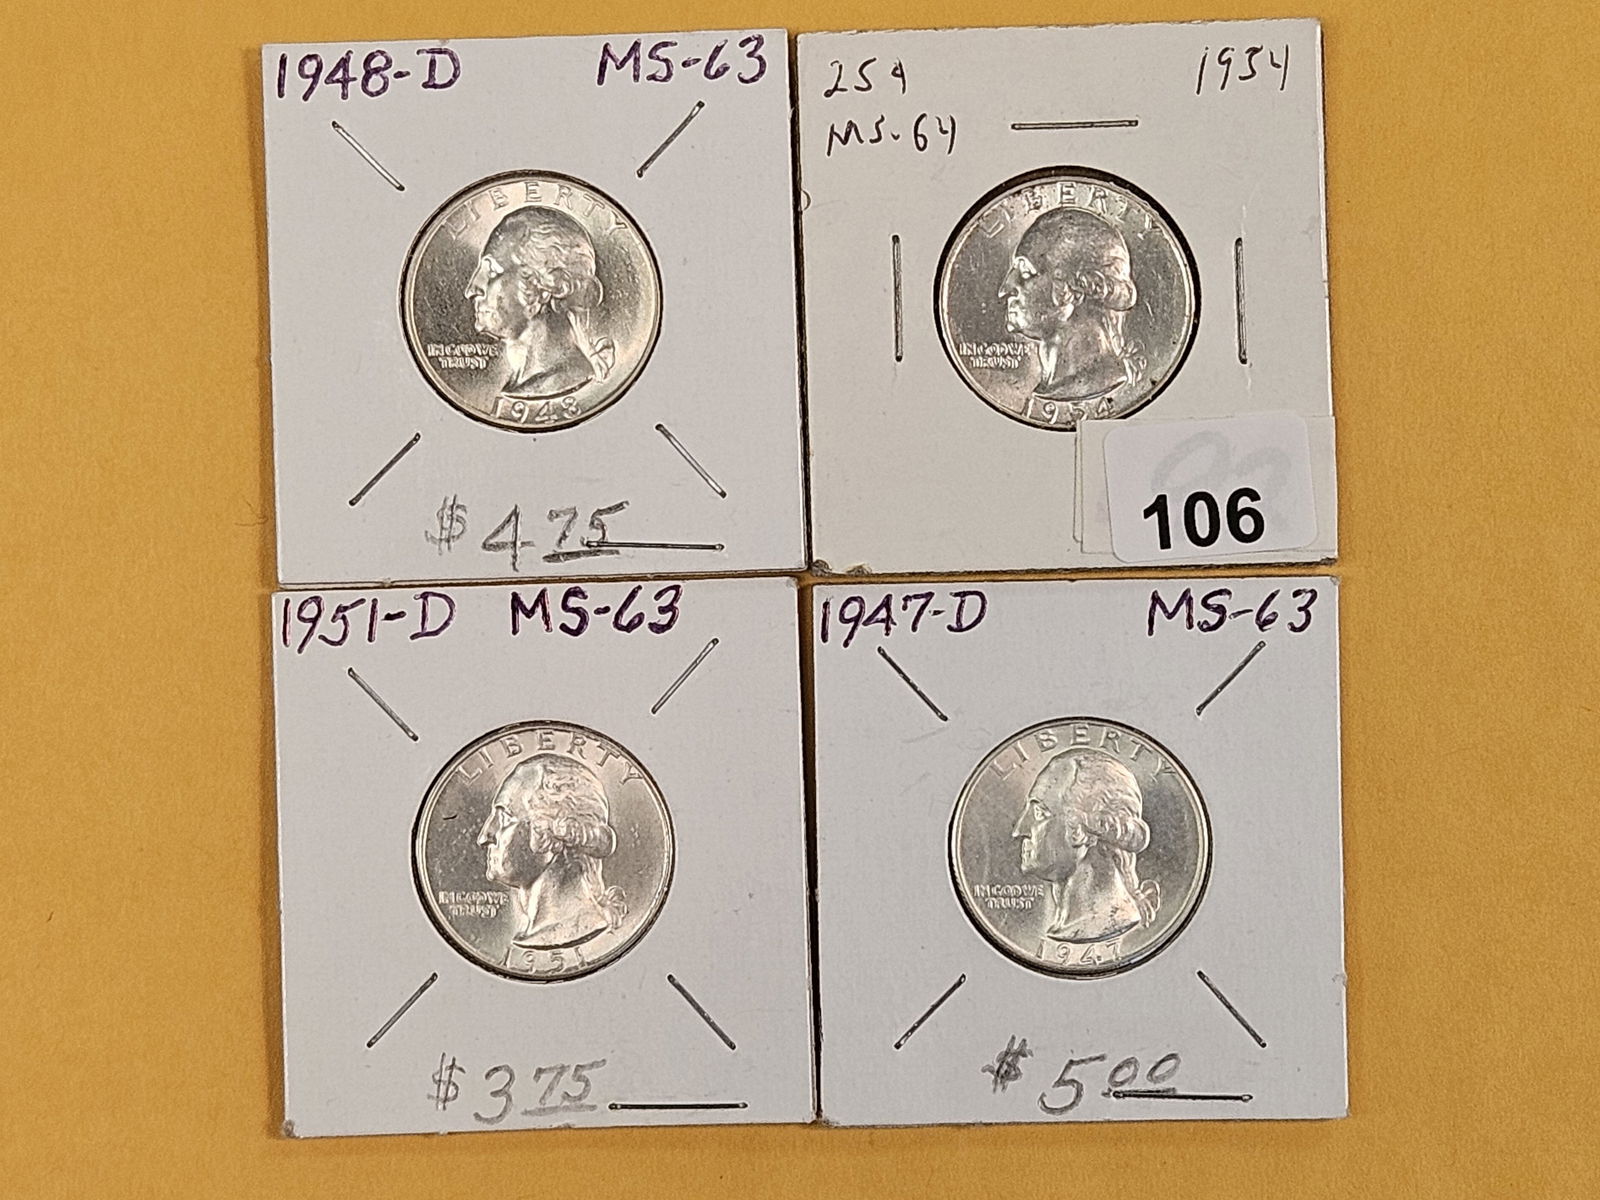 1948-D MS-63
LIBERTY
IN GOD WE
TRUST
1948
$4.75
25¢ 1954
MS-64
LIBERTY
IN GOD WE
TRUST
1954
106
1951-D MS-63
LIBERTY
IN GOD WE
TRUST
1951
$3.75
1947-D MS-63
LIBERTY
IN GOD WE
TRUST
1947
$5.00